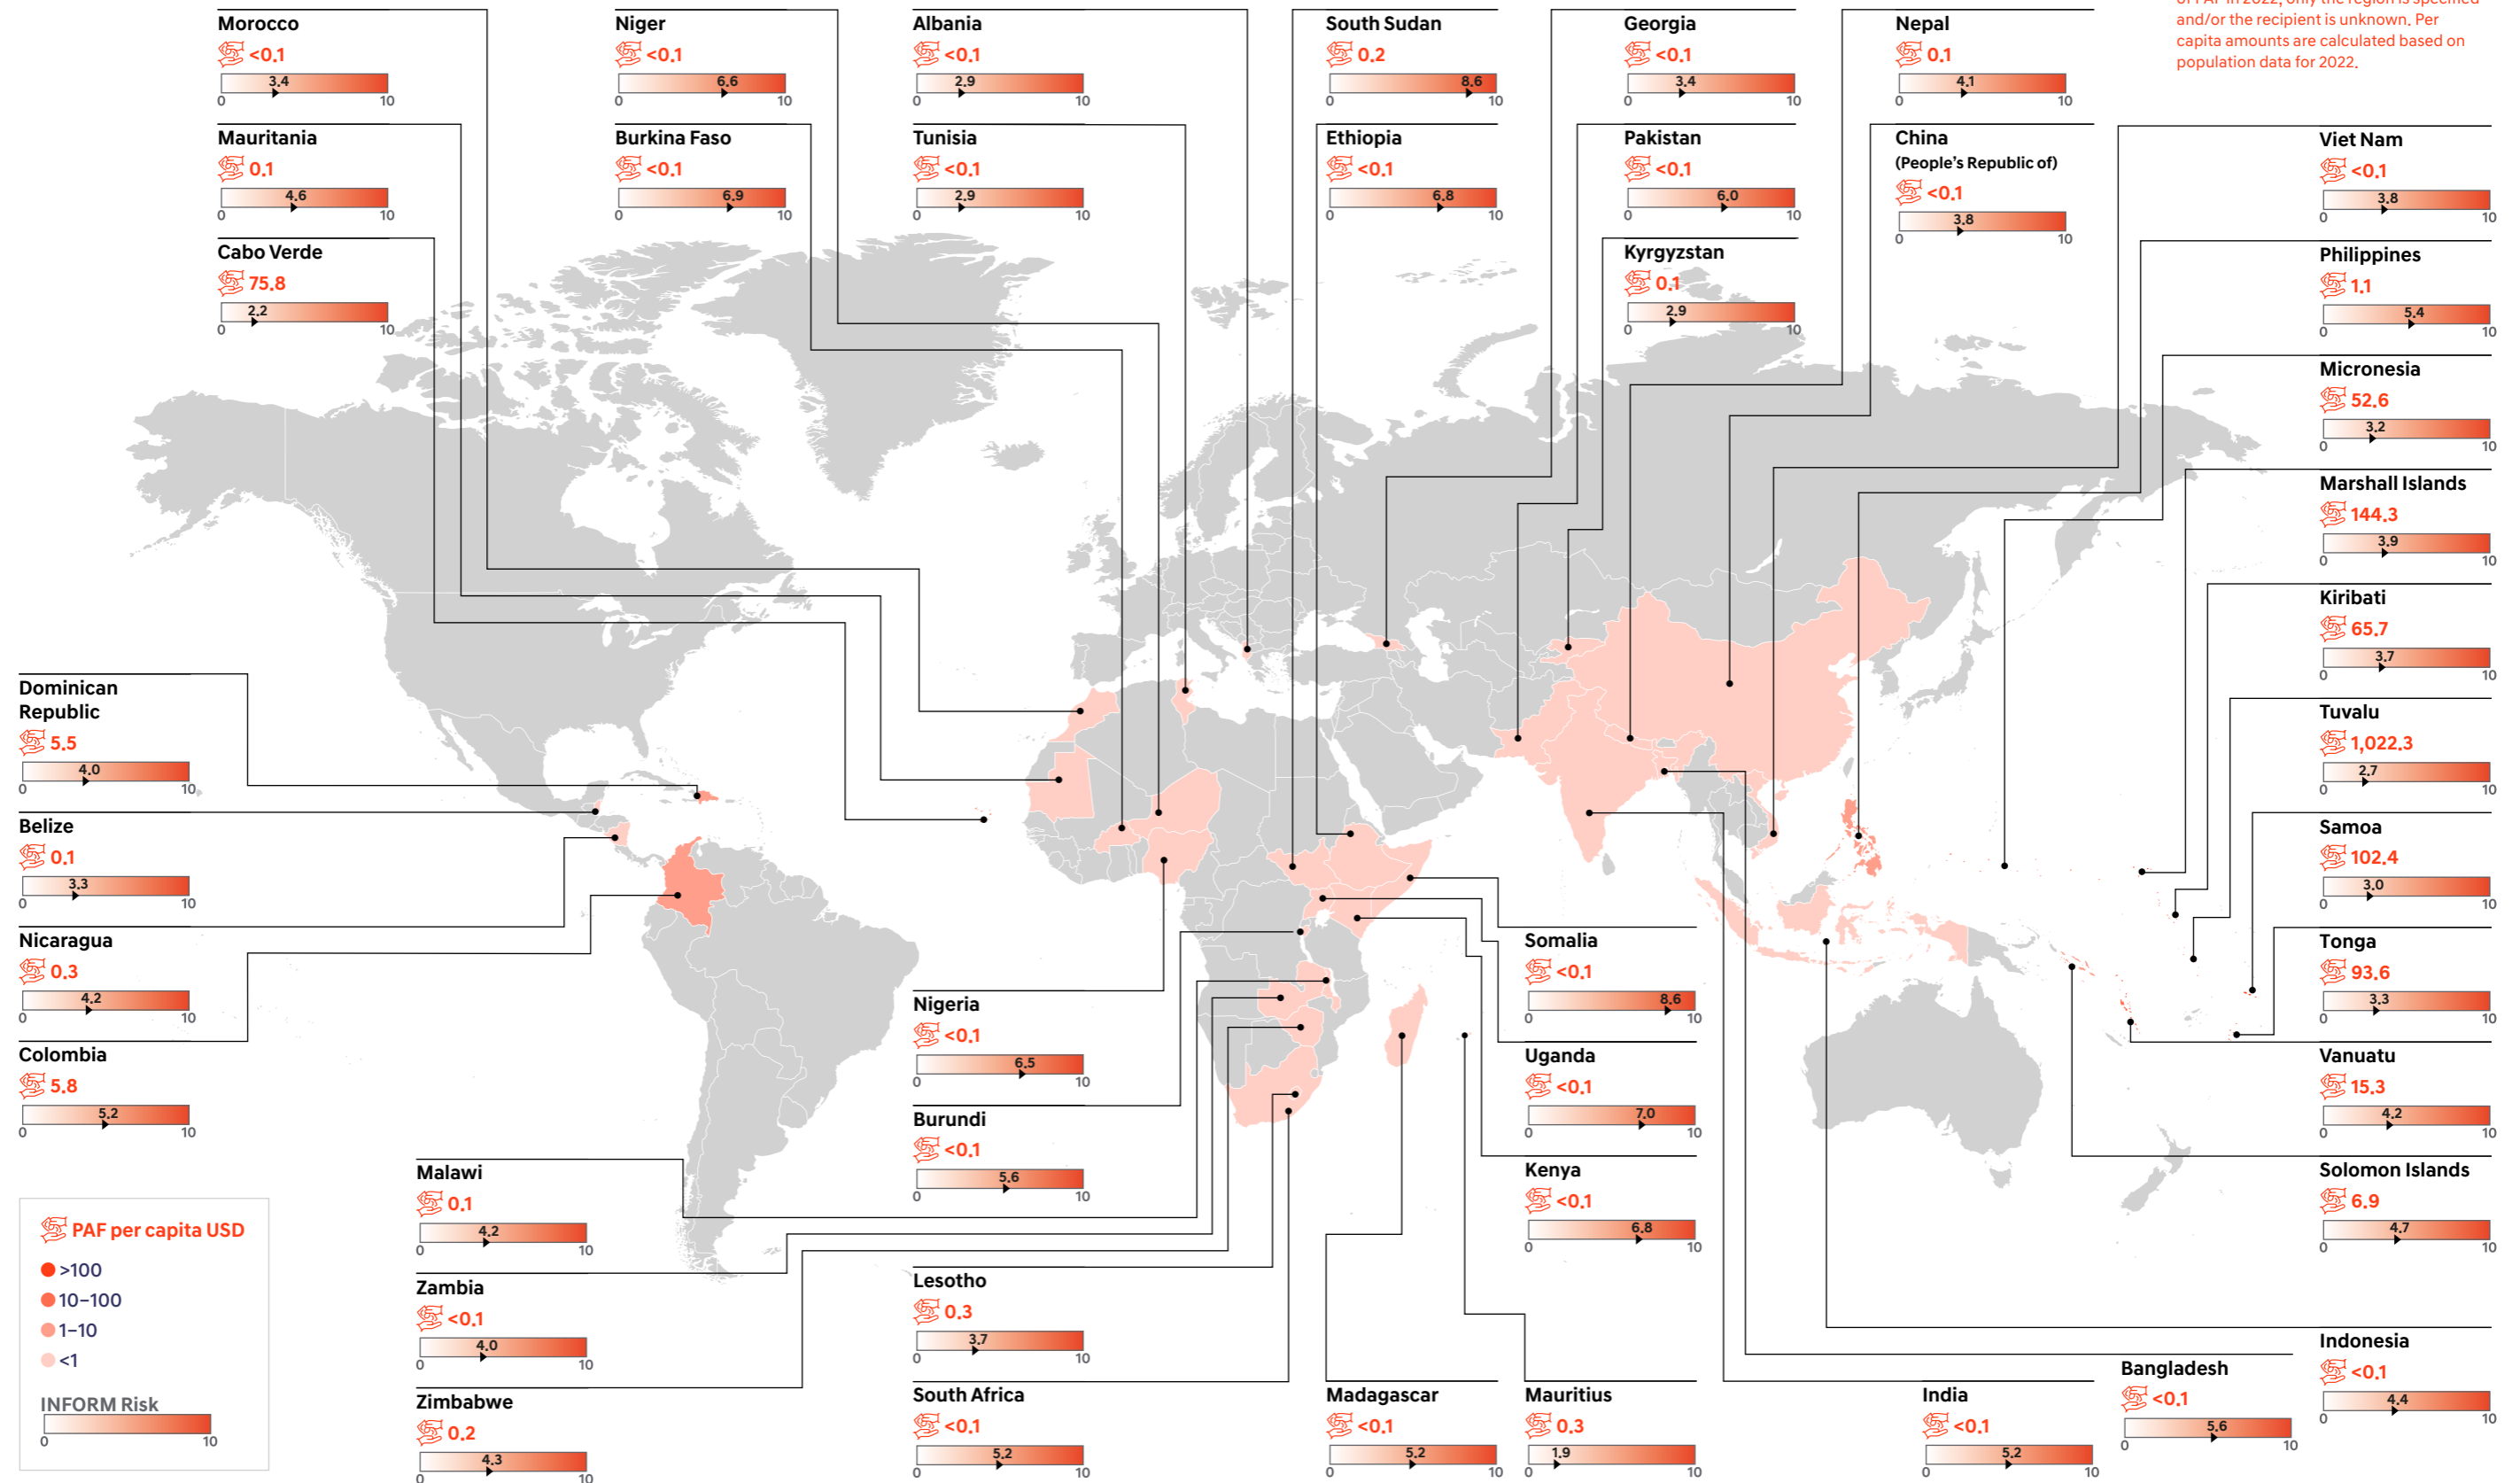 of PAF in 2022, only the region is specified
and/or the recipient is unknown. Per
capita amounts are calculated based on
population data for 2022.
Morocco
<0.1
3.4
0 10
Mauritania
0.1
4.6
0 10
Cabo Verde
75.8
2.2
0 10
Niger
<0.1
6.6
0 10
Burkina Faso
<0.1
6.9
0 10
Albania
<0.1
2.9
0 10
Tunisia
<0.1
2.9
0 10
South Sudan
0.2
8.6
0 10
Ethiopia
<0.1
6.8
0 10
Georgia
<0.1
3.4
0 10
Pakistan
<0.1
6.0
0 10
Kyrgyzstan
0.1
2.9
0 10
Nepal
0.1
4.1
0 10
China
(People's Republic of)
<0.1
3.8
0 10
Viet Nam
<0.1
3.8
0 10
Philippines
1.1
5.4
0 10
Micronesia
52.6
3.2
0 10
Marshall Islands
144.3
3.9
0 10
Kiribati
65.7
3.7
0 10
Tuvalu
1,022.3
2.7
0 10
Samoa
102.4
3.0
0 10
Tonga
93.6
3.3
0 10
Vanuatu
15.3
4.2
0 10
Solomon Islands
6.9
4.7
0 10
Indonesia
<0.1
4.4
0 10
Bangladesh
<0.1
5.6
0 10
India
<0.1
5.2
0 10
Dominican
Republic
5.5
4.0
0 10
Belize
0.1
3.3
0 10
Nicaragua
0.3
4.2
0 10
Colombia
5.8
5.2
0 10
Malawi
0.1
4.2
0 10
Zambia
<0.1
4.0
0 10
Zimbabwe
0.2
4.3
0 10
Nigeria
<0.1
6.5
0 10
Burundi
<0.1
5.6
0 10
Lesotho
0.3
3.7
0 10
South Africa
<0.1
5.2
0 10
Somalia
<0.1
8.6
0 10
Uganda
<0.1
7.0
0 10
Kenya
<0.1
6.8
0 10
Madagascar
<0.1
5.2
0 10
Mauritius
0.3
1.9
0 10
PAF per capita USD
>100
10–100
1–10
<1
INFORM Risk
0 10